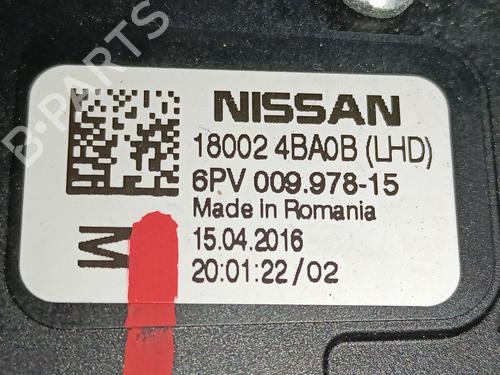 B-PARTS
NISSAN
18002 4BA0B (LHD)
6PV 009.978-15
Made in Romania
M
15.04.2016
20:01:22/02